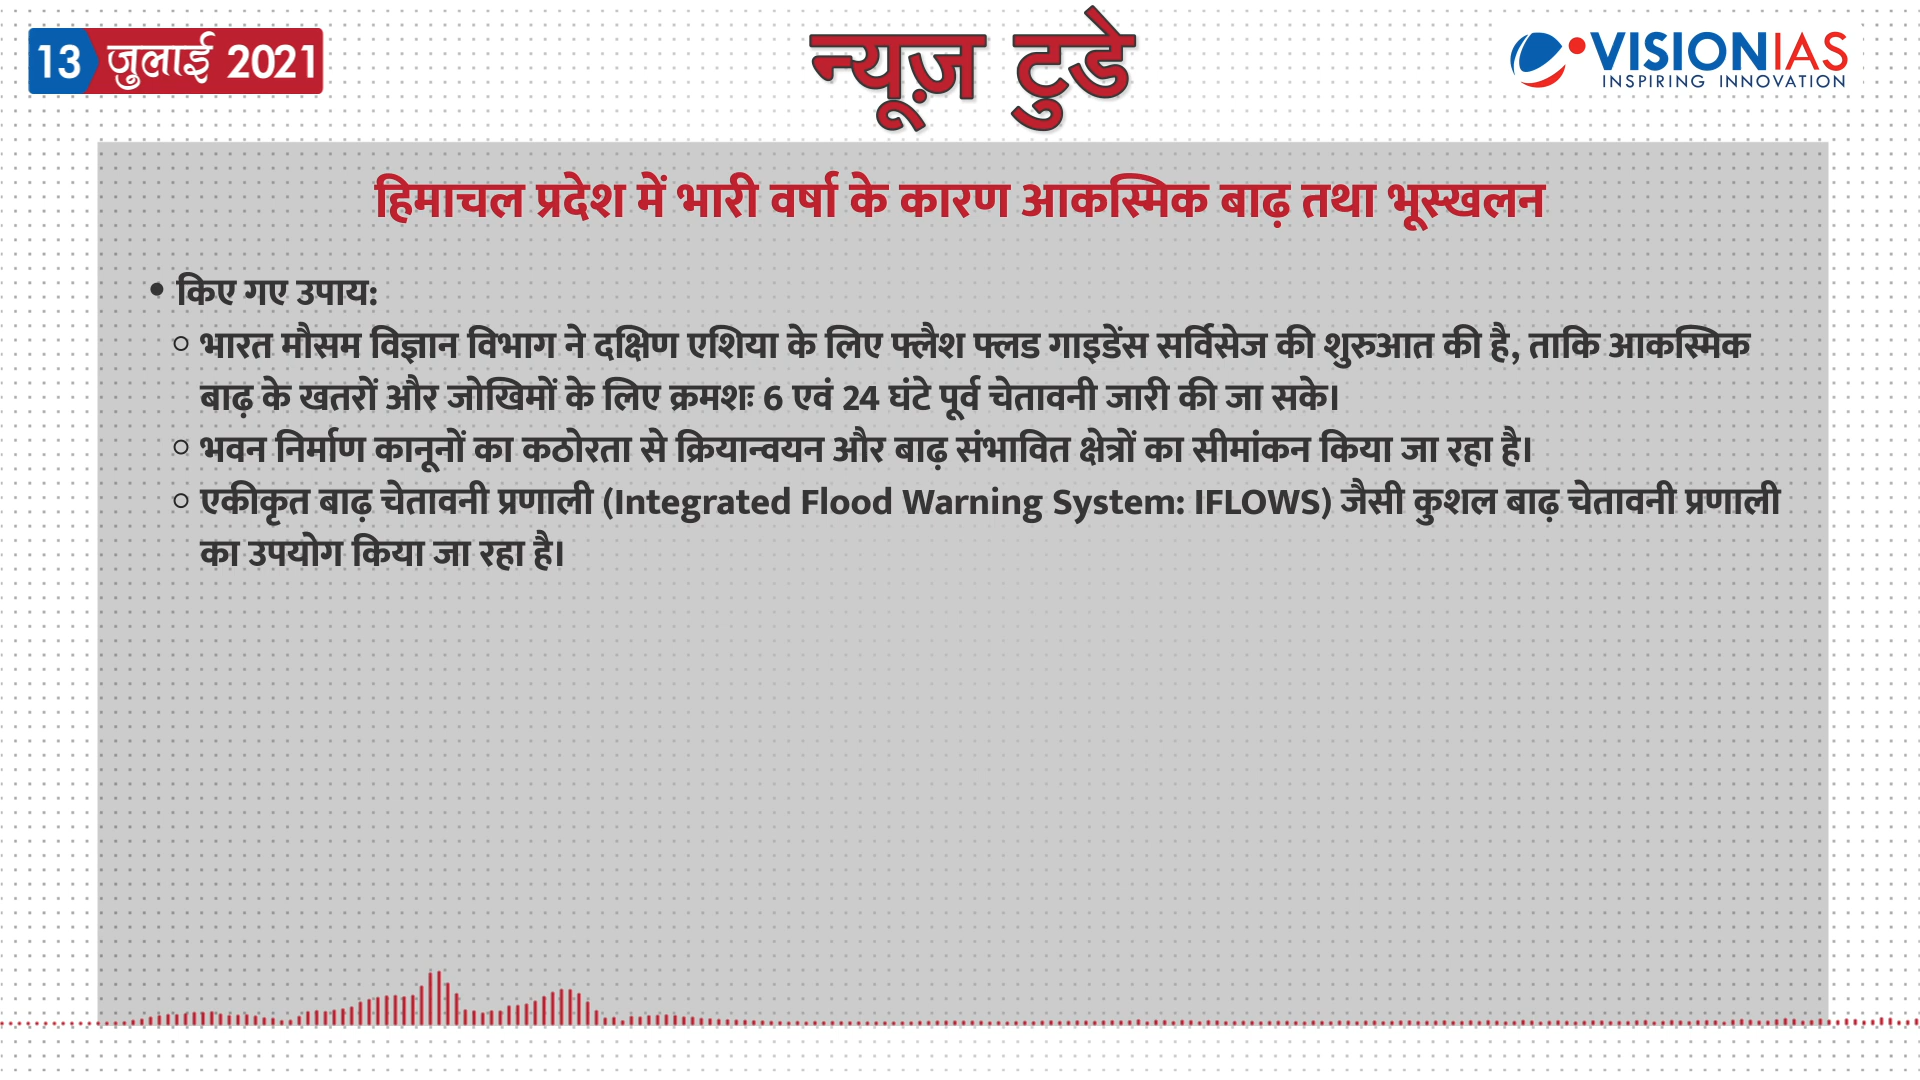 13 जुलाई 2021
न्यूज़ टुडे
VISIONIAS
INSPIRING INNOVATION
हिमाचल प्रदेश में भारी वर्षा के कारण आकस्मिक बाढ़ तथा भूस्खलन
• किए गए उपाय:
○ भारत मौसम विज्ञान विभाग ने दक्षिण एशिया के लिए फ्लैश फ्लड गाइडेंस सर्विसेज की शुरुआत की है, ताकि आकस्मिक
बाढ़ के खतरों और जोखिमों के लिए क्रमशः 6 एवं 24 घंटे पूर्व चेतावनी जारी की जा सके।
○ भवन निर्माण कानूनों का कठोरता से क्रियान्वयन और बाढ़ संभावित क्षेत्रों का सीमांकन किया जा रहा है।
○ एकीकृत बाढ़ चेतावनी प्रणाली (Integrated Flood Warning System: IFLOWS) जैसी कुशल बाढ़ चेतावनी प्रणाली
का उपयोग किया जा रहा है।